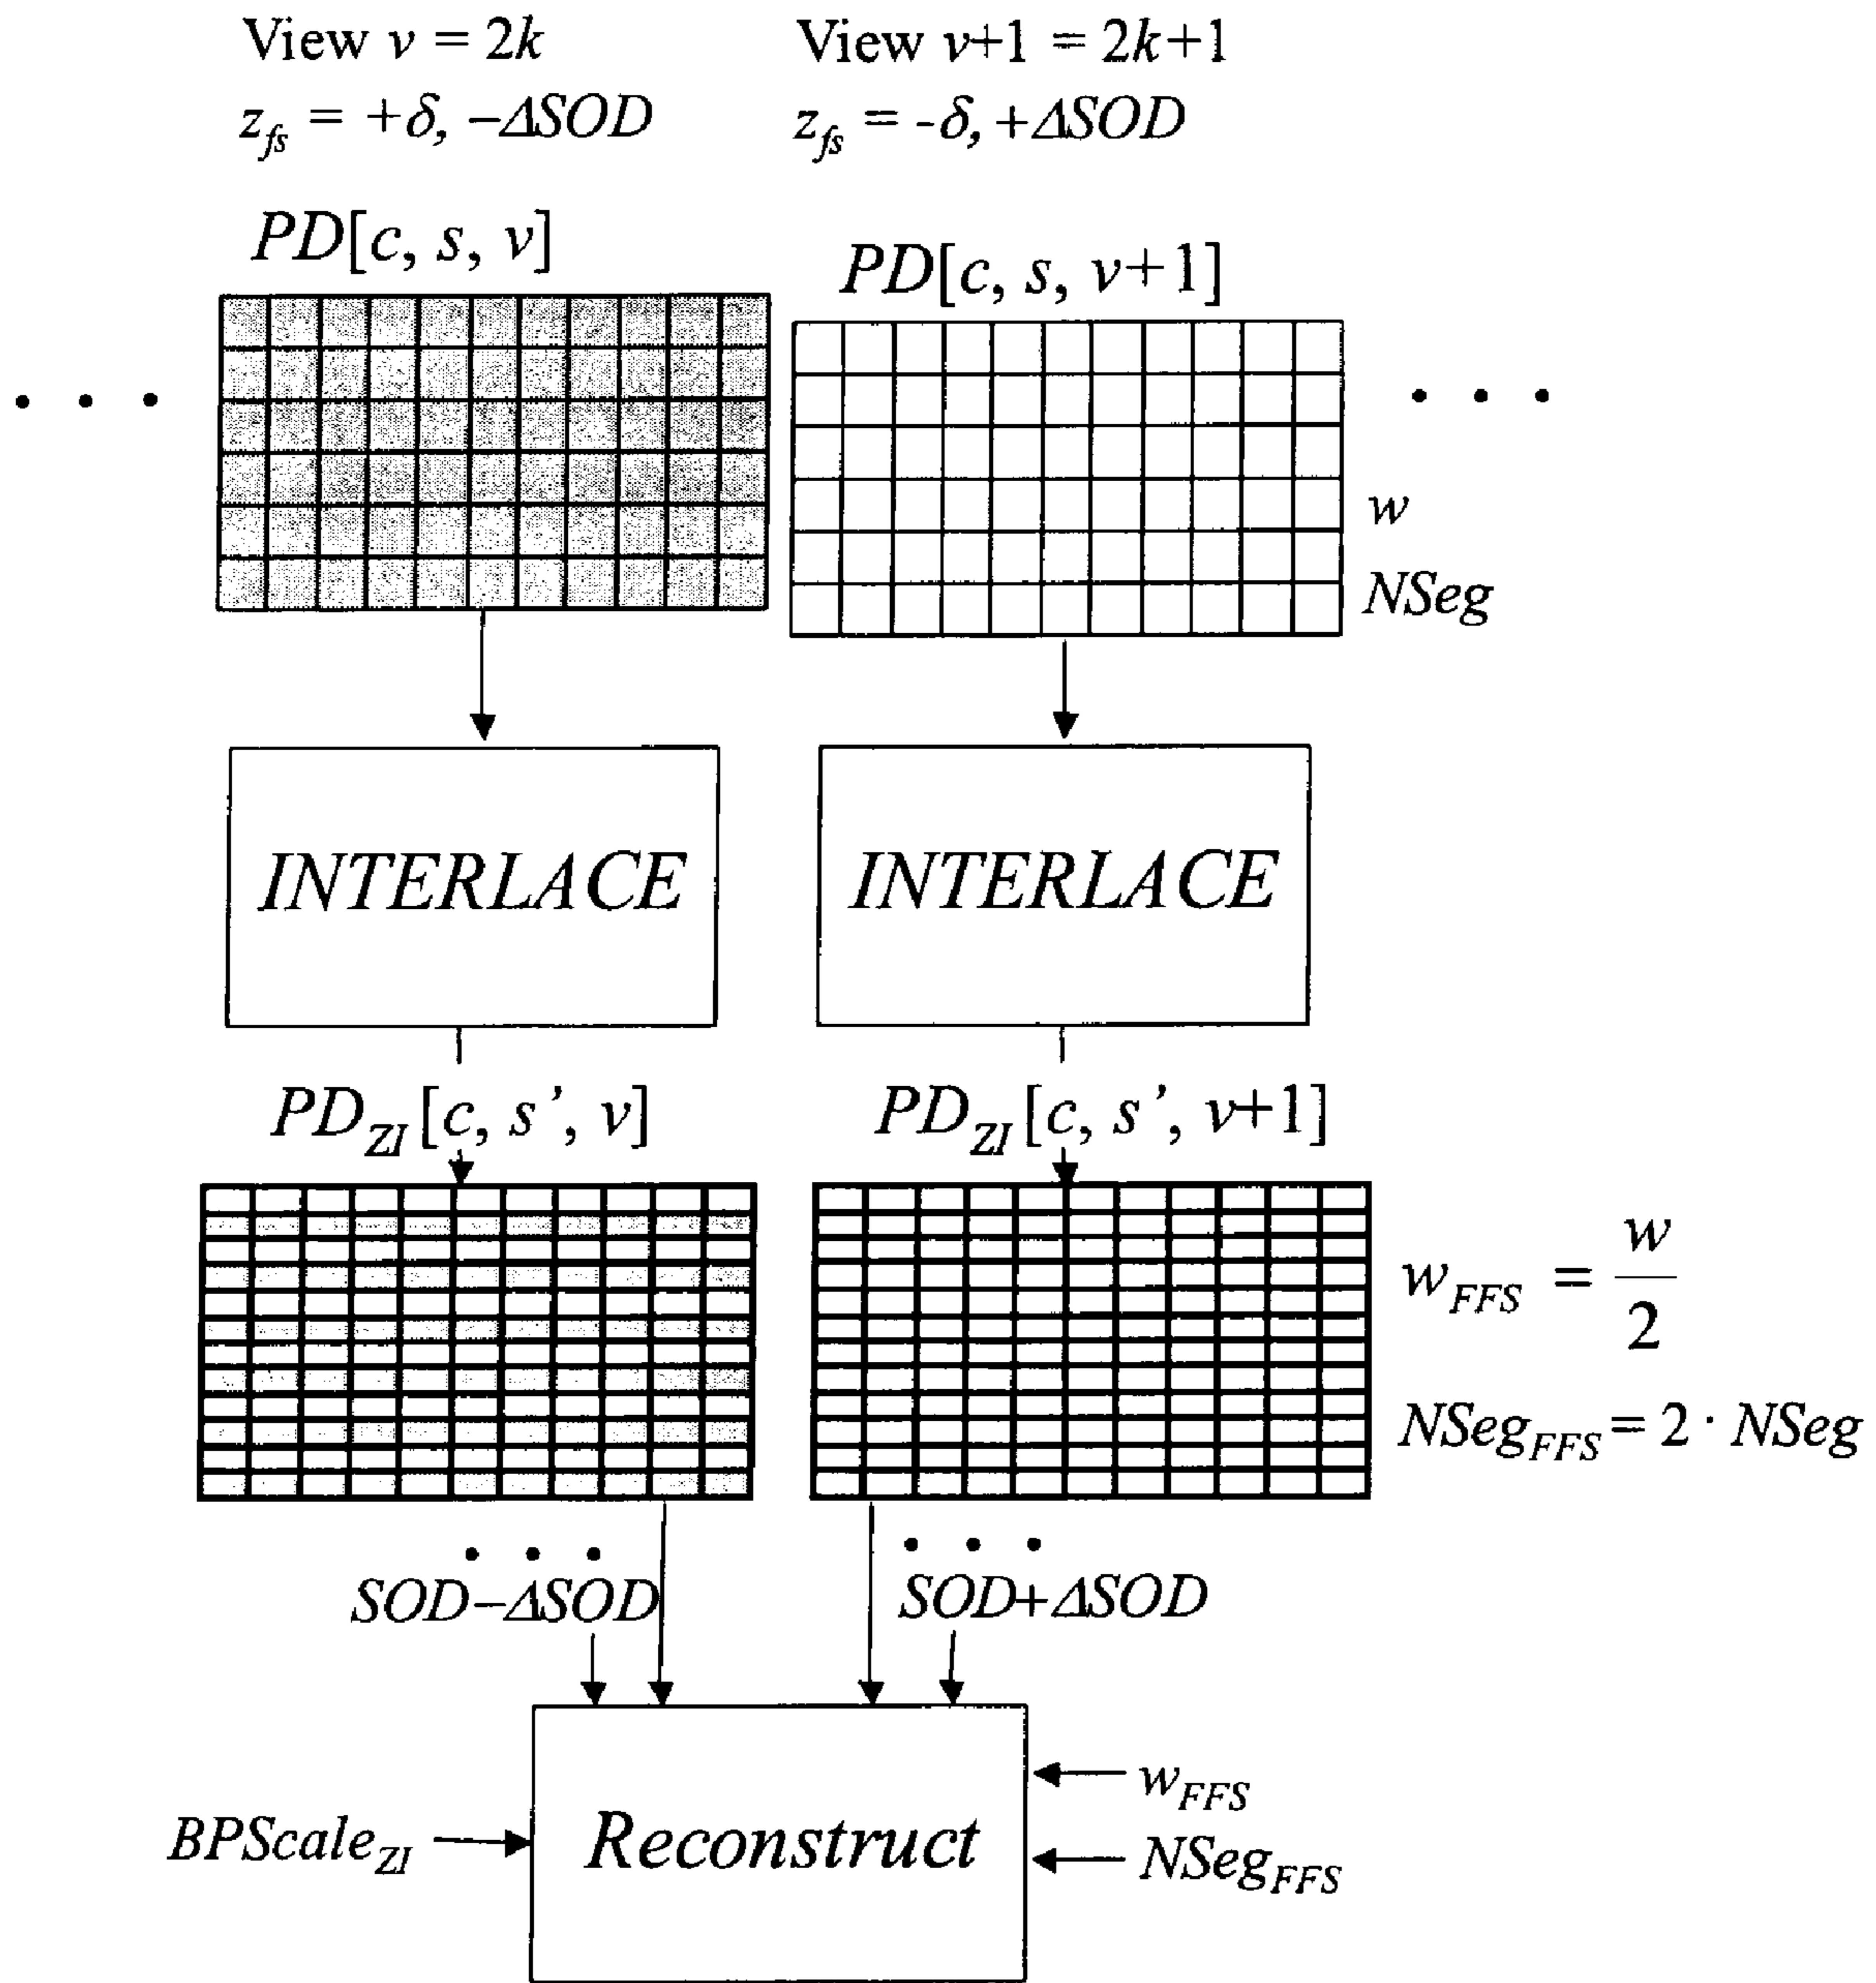 View v = 2k
z_fs = +δ, −ΔSOD
View v+1 = 2k+1
z_fs = -δ, +ΔSOD
PD[c, s, v]
PD[c, s, v+1]
• • •
• • •
w
NSeg
INTERLACE
INTERLACE
PD_ZI[c, s’, v]
PD_ZI[c, s’, v+1]
w_FFS = w/2
NSeg_FFS = 2 · NSeg
• • •
• • •
SOD−ΔSOD
SOD+ΔSOD
BPScale_ZI
Reconstruct
w_FFS
NSeg_FFS